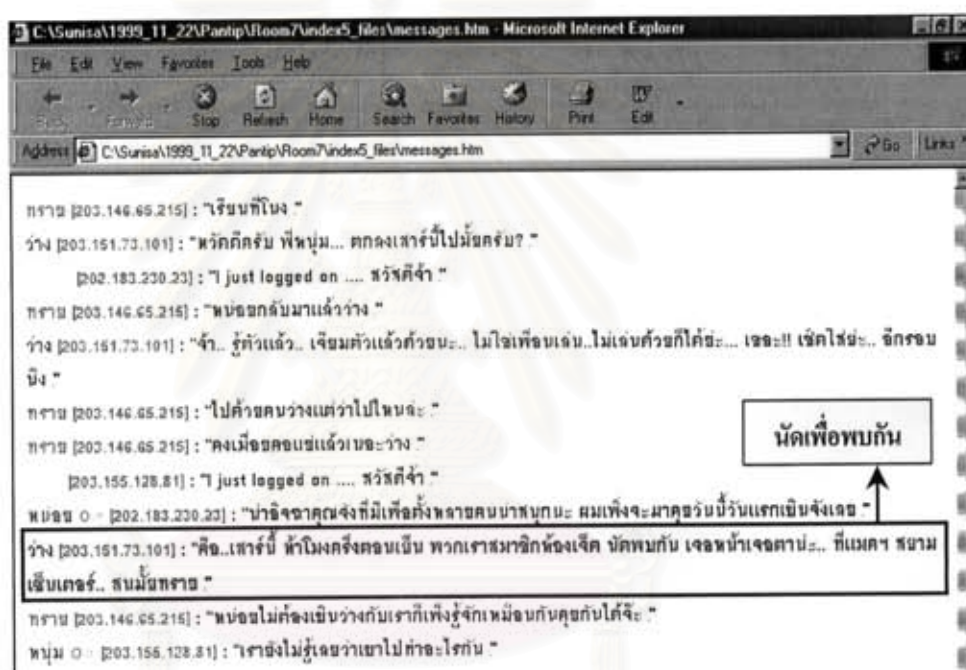 C:\Sunisa\1999_11_22\Pantip\Room7\index5_files\messages.htm - Microsoft Internet Explorer
File Edit View Favorites Tools Help
Back Forward Stop Refresh Home Search Favorites History Print Edit
Address C:\Sunisa\1999_11_22\Pantip\Room7\index5_files\messages.htm Go Links
ทราย [203.146.65.215] : "เรียนที่ไหน ."
ว่าง [203.151.73.101] : "หวัดดีครับ พี่หนุ่ม... ตกลงเสาร์นี้ไปมั้ยครับ? ."
[202.183.230.23] : "I just logged on .... สวัสดีจ้า ."
ทราย [203.146.65.215] : "หน่อยกลับมาแล้วว่าง ."
ว่าง [203.151.73.101] : "จ้า.. รู้ตัวแล้ว.. เจียมตัวแล้วด้วยนะ.. ไม่ใช่เพื่อนเล่น..ไม่เล่นด้วยก็ได้ย่ะ... เชอะ!! เช็ดใส่ย่ะ.. อีกรอบ
นึง ."
ทราย [203.146.65.215] : "ไปด้วยคนว่างแต่ว่าไปไหนล่ะ ."
ทราย [203.146.65.215] : "คงเมื่อยคอแย่แล้วเนอะว่าง ."
นัดเพื่อพบกัน
[203.155.128.81] : "I just logged on .... สวัสดีจ้า ."
หน่อย [202.183.230.23] : "น่าอิจฉาคุณจังที่มีเพื่อตั้งหลายคนน่าสนุกนะ ผมเพิ่งจะมาคุยวันนี้วันแรกเขินจังเลย ."
ว่าง [203.151.73.101] : "คือ..เสาร์นี้ ห้าโมงครึ่งตอนเย็น พวกเราสมาชิกห้องเจ็ด นัดพบกัน เจอหน้าเจอตาน่ะ.. ที่แมคฯ สยาม
เซ็นเตอร์.. สนมั้ยทราย ."
ทราย [203.146.65.215] : "หน่อยไม่ต้องเขินว่างกับเราก็เพิ่งรู้จักเหมือนกันคุยกันได้จ๊ะ ."
หนุ่ม [203.155.128.81] : "เรายังไม่รู้เลยว่าเขาไปทำอะไรกัน ."